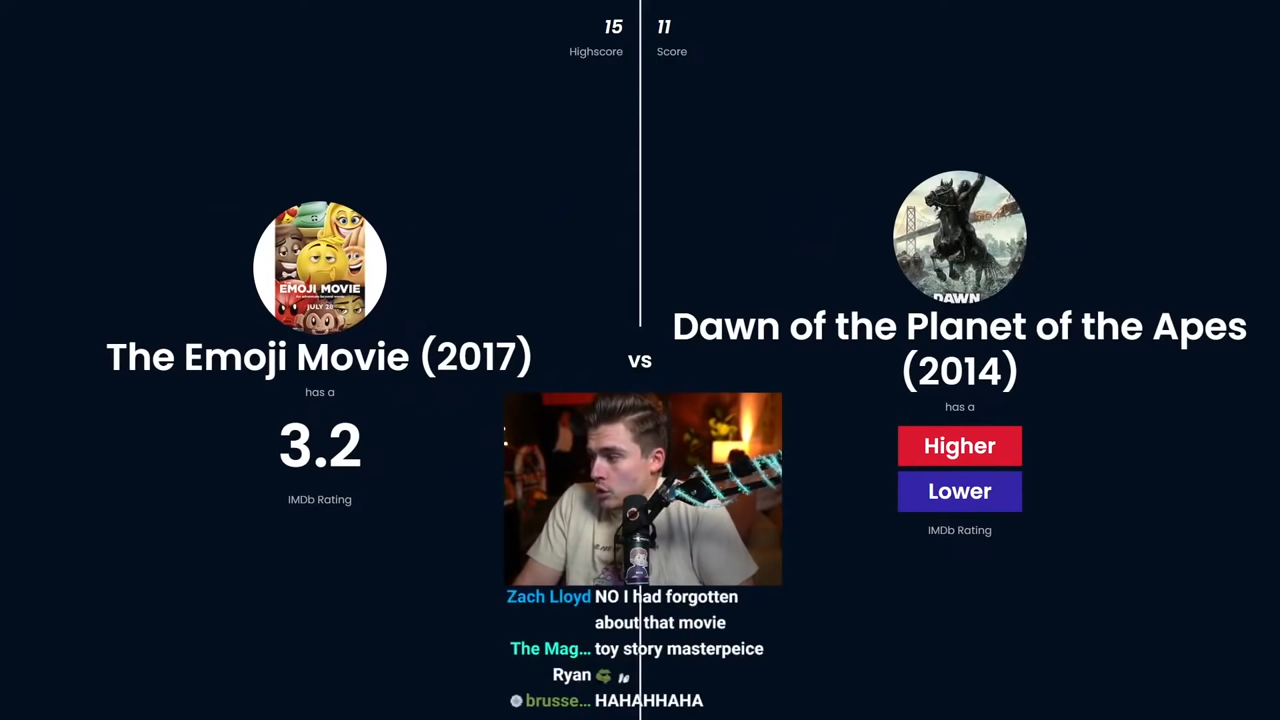 15
Highscore
11
Score
EMOJI MOVIE
JULY 28
The Emoji Movie (2017)
has a
3.2
IMDb Rating
vs
DAWN
Dawn of the Planet of the Apes
(2014)
has a
Higher
Lower
IMDb Rating
Zach Lloyd NO I had forgotten
about that movie
The Mag... toy story masterpeice
Ryan
brusse... HAHAHHAHA